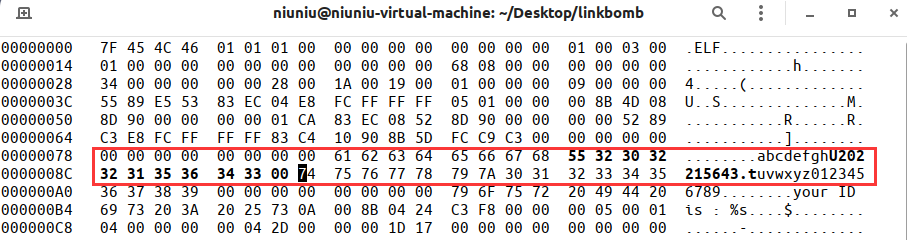 niuniu@niuniu-virtual-machine: ~/Desktop/linkbomb
00000000 7F 45 4C 46 01 01 01 00 00 00 00 00 00 00 00 00 01 00 03 00 .ELF................
00000014 01 00 00 00 00 00 00 00 00 00 00 00 68 08 00 00 00 00 00 00 ............h.......
00000028 34 00 00 00 00 00 28 00 1A 00 19 00 01 00 00 00 09 00 00 00 4.....(.............
0000003C 55 89 E5 53 83 EC 04 E8 FC FF FF FF 05 01 00 00 00 8B 4D 08 U..S..............M.
00000050 8D 90 00 00 00 00 01 CA 83 EC 08 52 8D 90 00 00 00 00 52 89 ...........R......R.
00000064 C3 E8 FC FF FF FF 83 C4 10 90 8B 5D FC C9 C3 00 00 00 00 00 ...........]........
00000078 00 00 00 00 00 00 00 00 61 62 63 64 65 66 67 68 55 32 30 32 ........abcdefghU202
0000008C 32 31 35 36 34 33 00 74 75 76 77 78 79 7A 30 31 32 33 34 35 215643.tuvwxyz012345
000000A0 36 37 38 39 00 00 00 00 79 6F 75 72 20 49 44 20 6789....your ID
000000B4 69 73 20 3A 20 25 73 0A 00 8B 04 24 C3 F8 00 00 00 05 00 01 is : %s....$........
000000C8 04 00 00 00 00 04 2D 00 00 00 1D 17 00 00 00 00 00 00 00 00 ......-.............